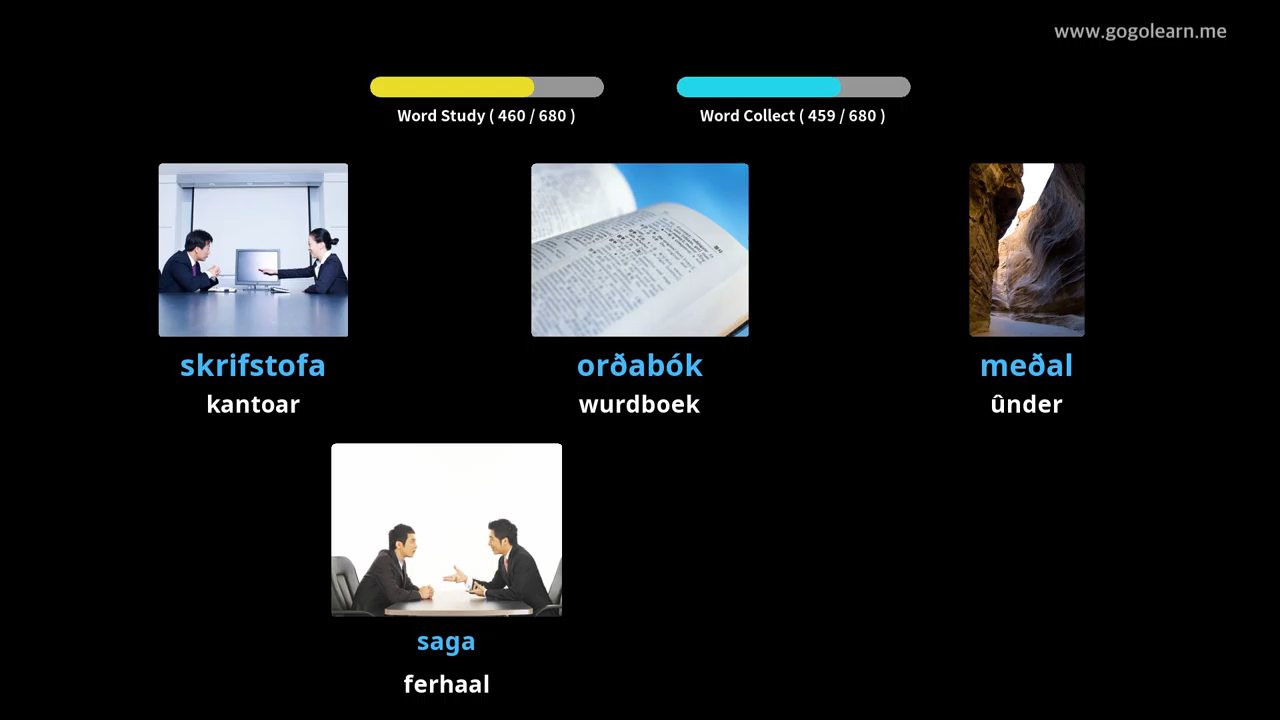 www.gogolearn.me
Word Study ( 460 / 680 )
Word Collect ( 459 / 680 )
skrifstofa
kantoar
orðabók
wurdboek
meðal
ûnder
saga
ferhaal